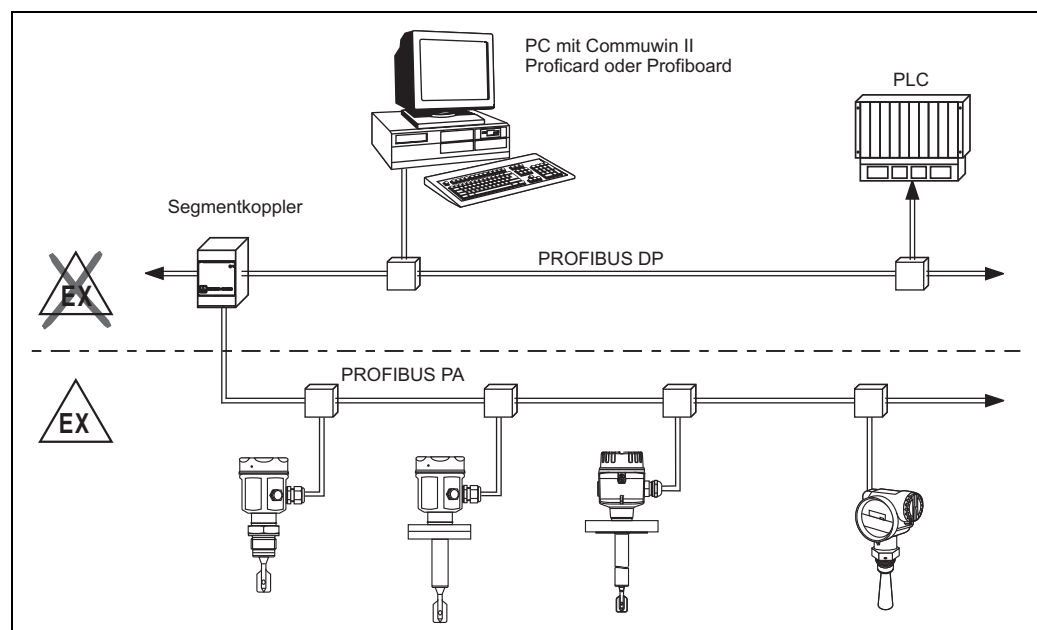 PC mit Commuwin II
Proficard oder Profiboard
PLC
Segmentkoppler
PROFIBUS DP
EX
PROFIBUS PA
EX